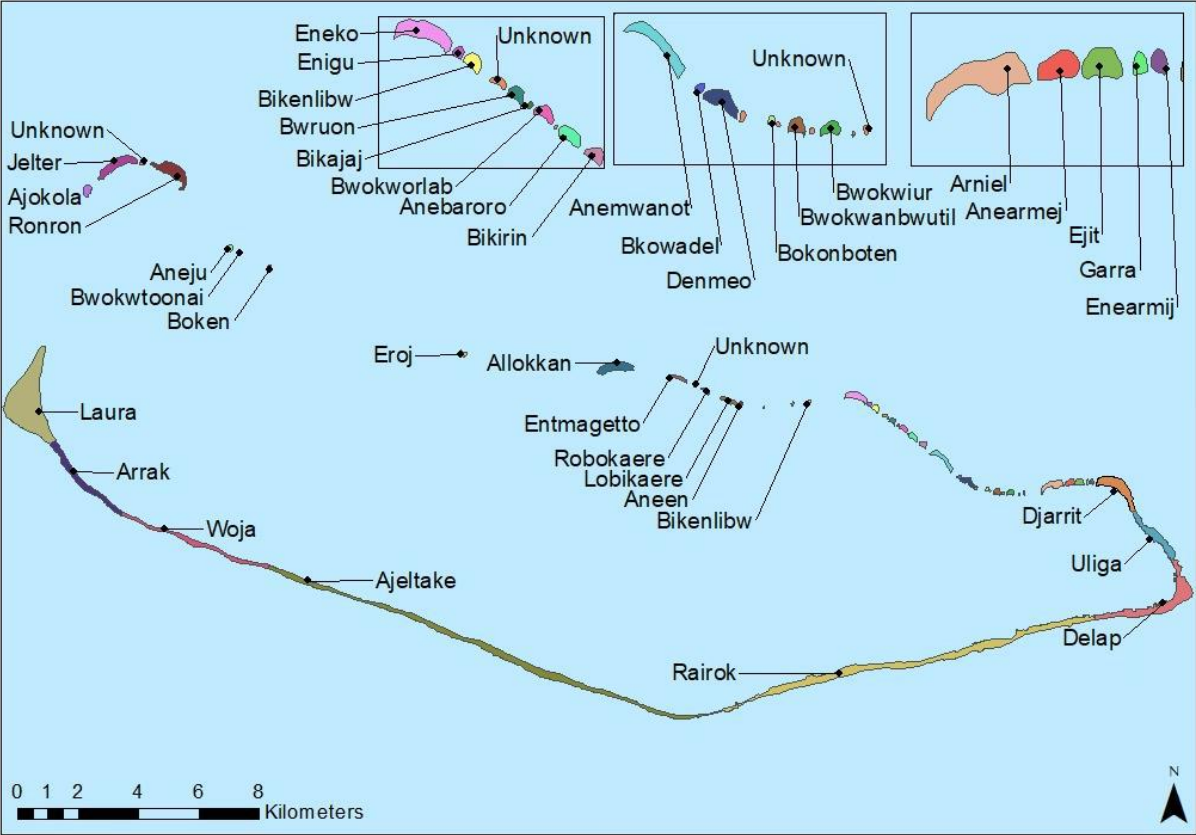 Eneko
Unknown
Enigu
Bikenlibw
Bwruon
Bikajaj
Bwokworlab
Anebaroro
Bikirin
Unknown
Anemwanot
Bkowadel
Denmeo
Bwokwiur
Bwokwanbwutil
Bokonboten
Arniel
Anearmej
Ejit
Garra
Enearmij
Unknown
Jelter
Ajokola
Ronron
Aneju
Bwokwtoonai
Boken
Eroj
Allokkan
Unknown
Entmagetto
Robokaere
Lobikaere
Aneen
Bikenlibw
Laura
Arrak
Woja
Ajeltake
Rairok
Djarrit
Uliga
Delap
0 1 2 4 6 8
Kilometers
N